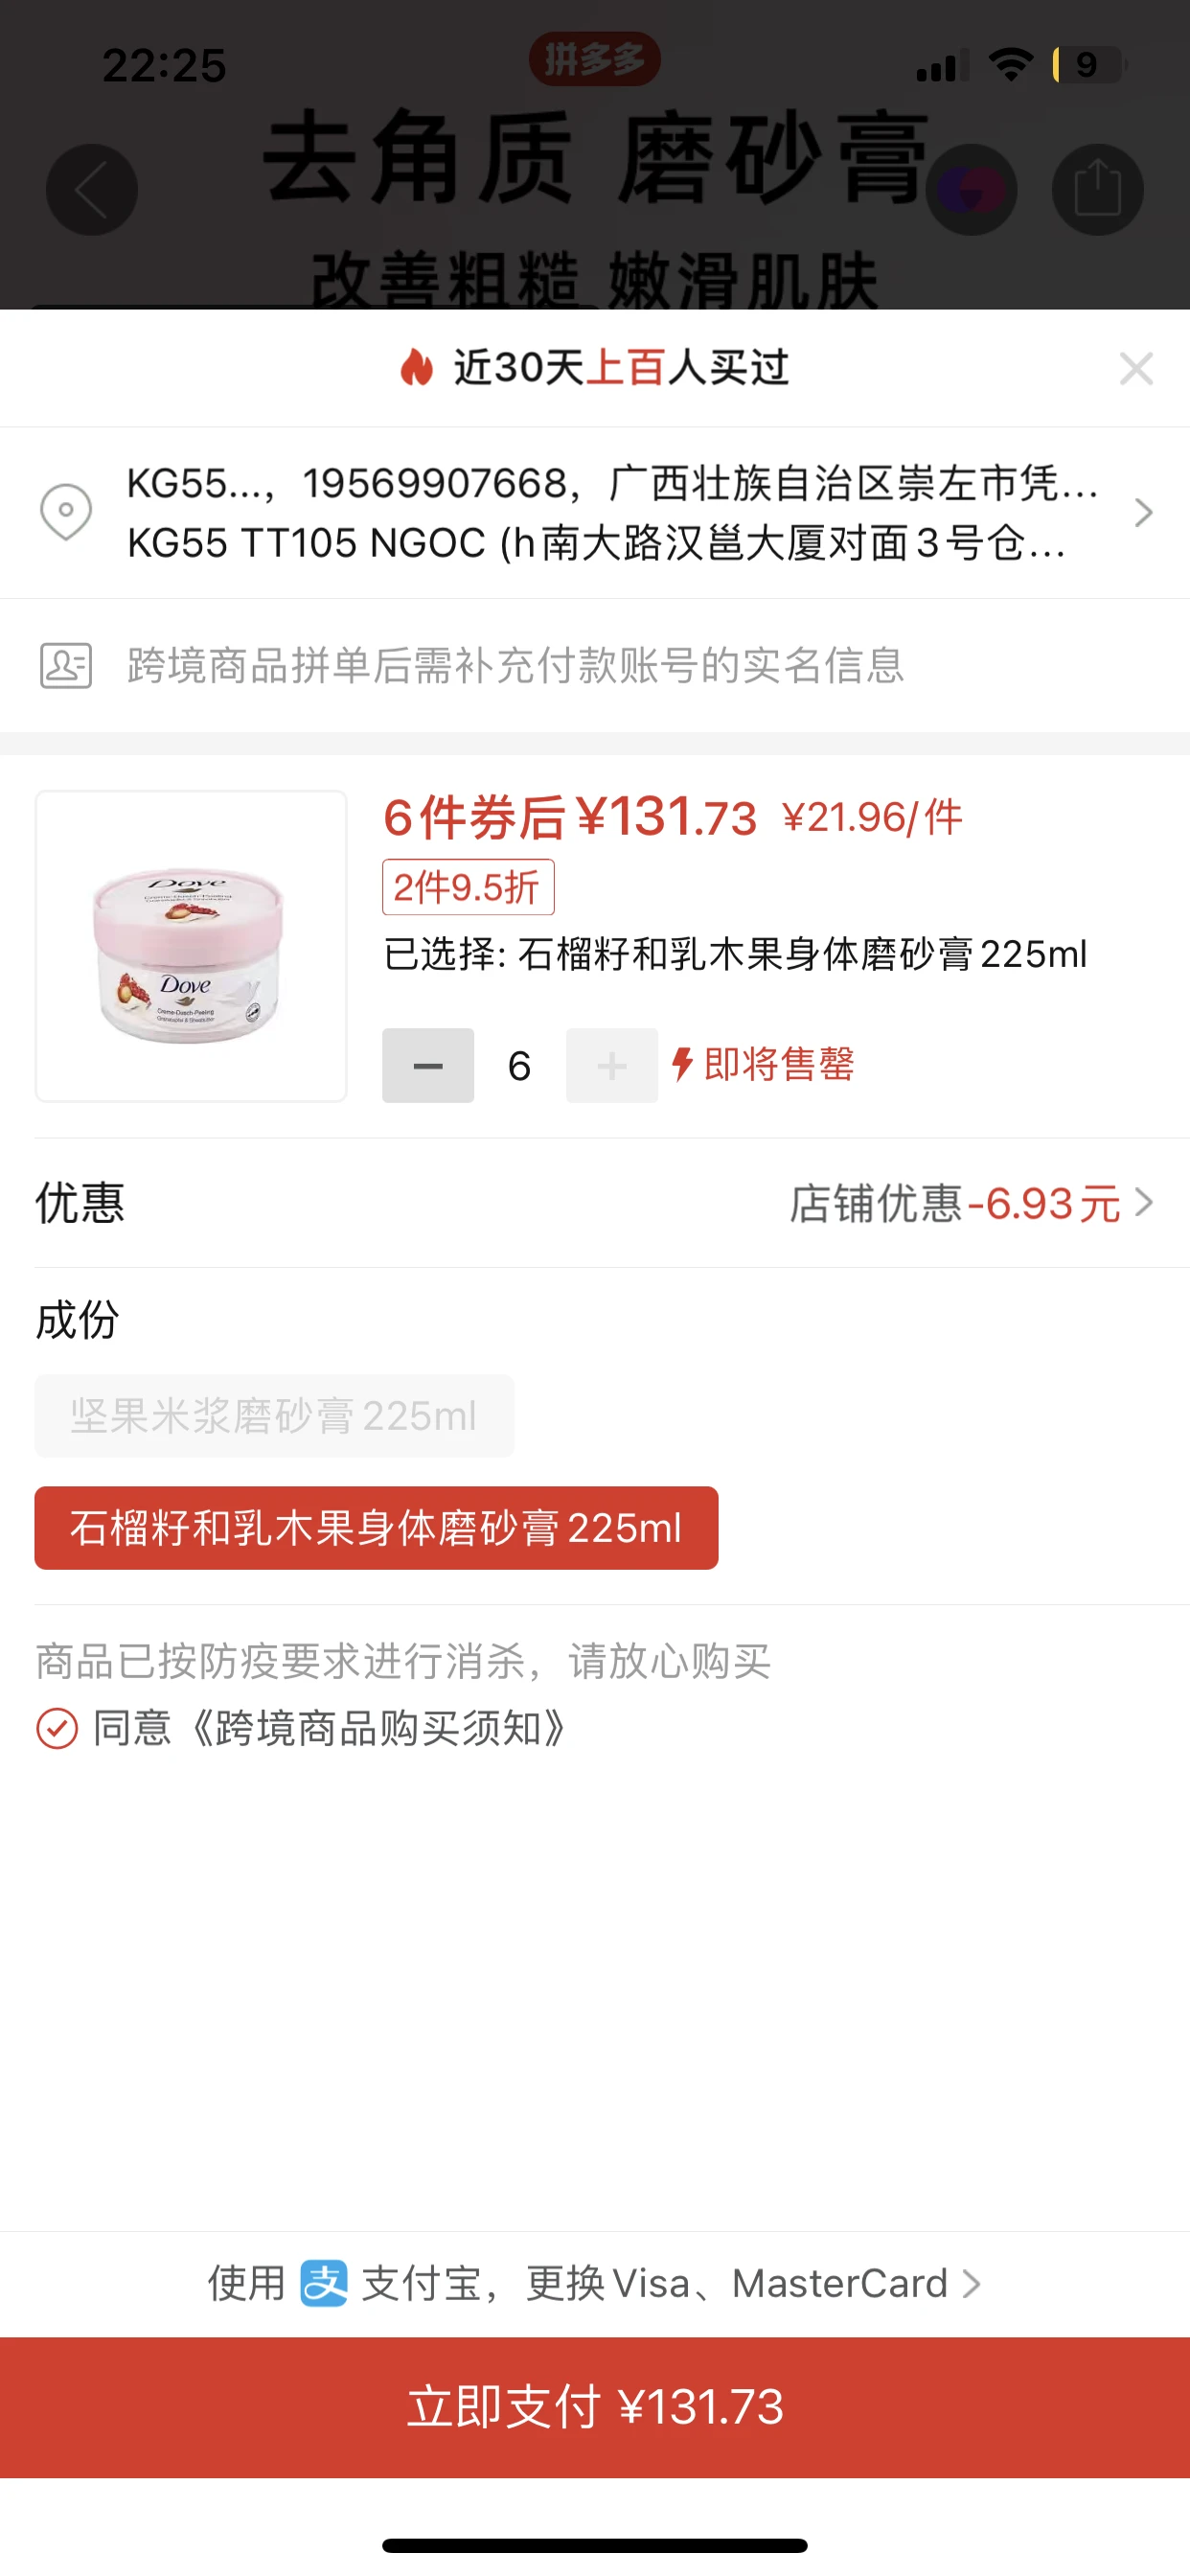 22:25
拼多多
9
去角质 磨砂膏
改善粗糙 嫩滑肌肤
近30天上百人买过
KG55..., 19569907668, 广西壮族自治区崇左市凭...
KG55 TT105 NGOC (h南大路汉邕大厦对面3号仓...
跨境商品拼单后需补充付款账号的实名信息
6件券后¥131.73 ¥21.96/件
2件9.5折
已选择: 石榴籽和乳木果身体磨砂膏225ml
Dove
Dove
Creme-Dusch-Peeling
6
即将售罄
优惠
店铺优惠-6.93元
成份
坚果米浆磨砂膏225ml
石榴籽和乳木果身体磨砂膏225ml
商品已按防疫要求进行消杀，请放心购买
同意《跨境商品购买须知》
使用 支 支付宝，更换Visa、MasterCard
立即支付 ¥131.73